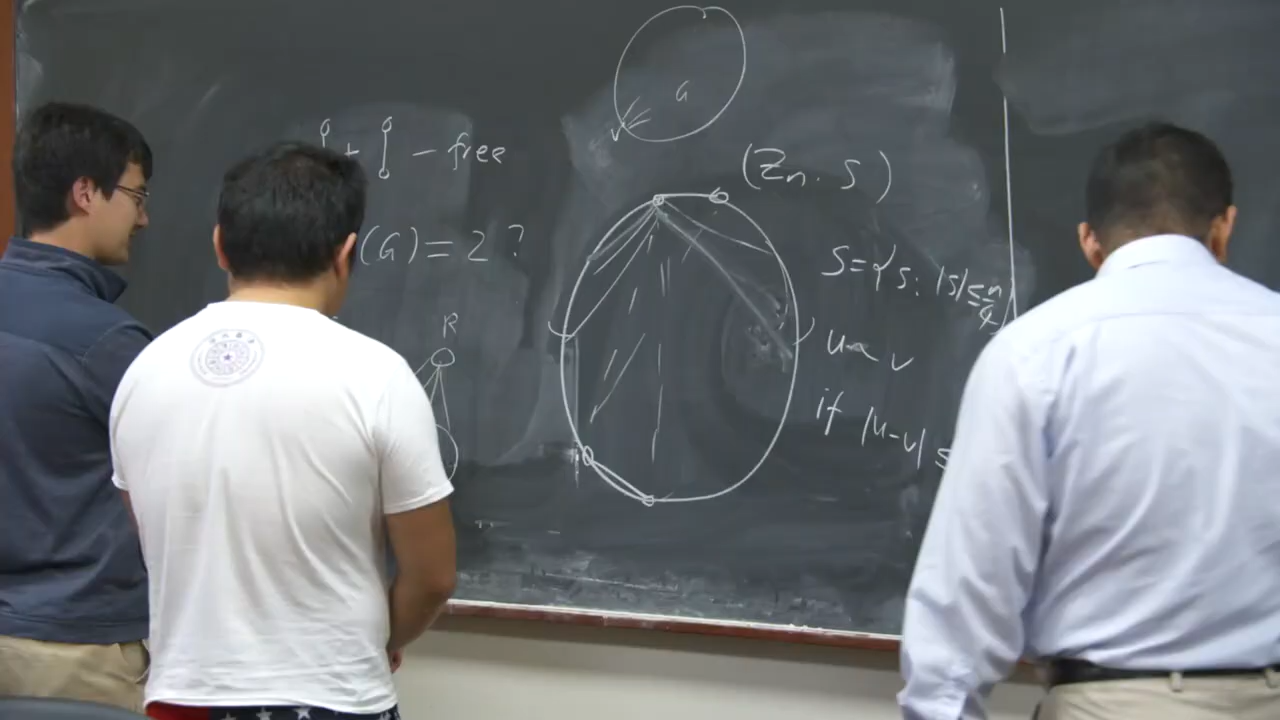 G
V
+ – free
(Zn. S)
(G) = 2 ?
S={s: |s|≤n/4
R
u~v
if |u-v| ≤